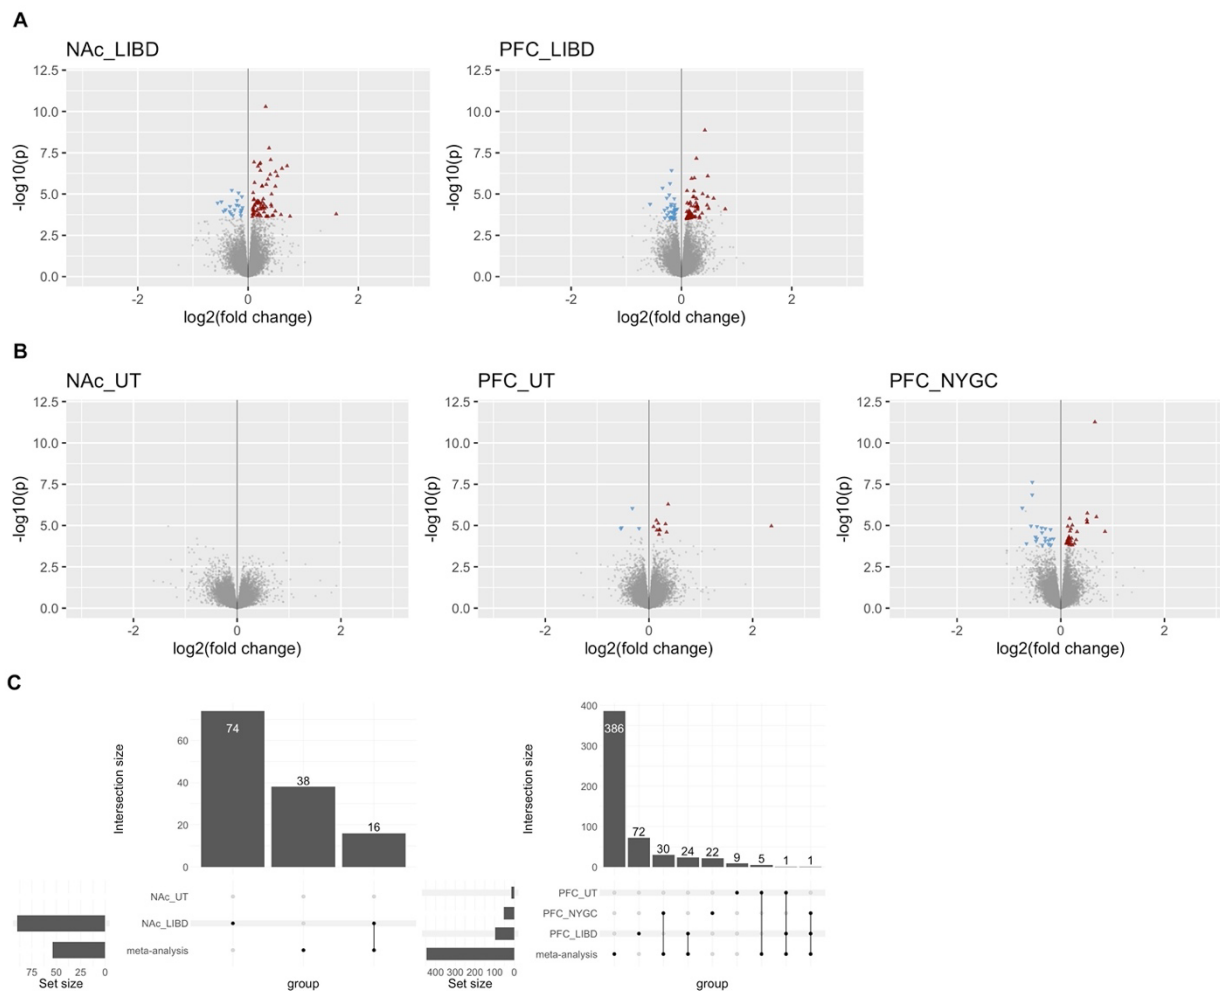 A
NAc_LIBD
PFC_LIBD
12.5
10.0
7.5
5.0
2.5
0.0
-log10(p)
-2
0
2
log2(fold change)
12.5
10.0
7.5
5.0
2.5
0.0
-log10(p)
-2
0
2
log2(fold change)
B
NAc_UT
PFC_UT
PFC_NYGC
12.5
10.0
7.5
5.0
2.5
0.0
-log10(p)
-2
0
2
log2(fold change)
12.5
10.0
7.5
5.0
2.5
0.0
-log10(p)
-2
0
2
log2(fold change)
12.5
10.0
7.5
5.0
2.5
0.0
-log10(p)
-2
0
2
log2(fold change)
C
Intersection size
60
40
20
0
74
38
16
NAc_UT
NAc_LIBD
meta-analysis
75 50 25 0
Set size
group
Intersection size
400
300
200
100
0
386
72
30
24
22
9
5
1
1
PFC_UT
PFC_NYGC
PFC_LIBD
meta-analysis
400 300 200 100 0
Set size
group